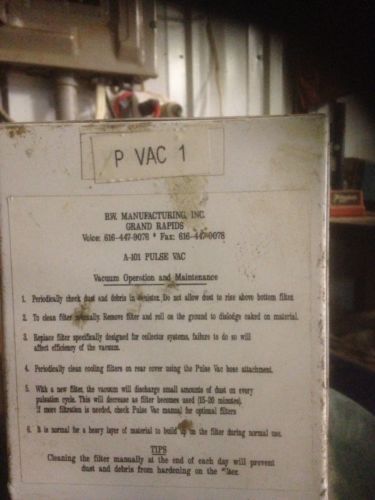 P VAC 1
B.W. MANUFACTURING, INC.
GRAND RAPIDS
Voice: 616-447-9078 * Fax: 616-447-9078
A-101 PULSE VAC
Vacuum Operation and Maintenance
1. Periodically check dust and debris in canister. Do not allow dust to rise above bottom filter.
2. To clean filter manually. Remove filter and roll on the ground to dislodge caked on material.
3. Replace filter specifically designed for collector systems, failure to do so will
affect efficiency of the vacuum.
4. Periodically clean cooling filters on rear cover using the Pulse Vac hose attachment.
5. With a new filter, the vacuum will discharge small amounts of dust on every
pulsation cycle. This will decrease as filter becomes used (15-20 minutes).
If more filtration is needed, check Pulse Vac manual for optional filters
6. It is normal for a heavy layer of material to build up on the filter during normal use.
TIPS
Cleaning the filter manually at the end of each day will prevent
dust and debris from hardening on the filter.